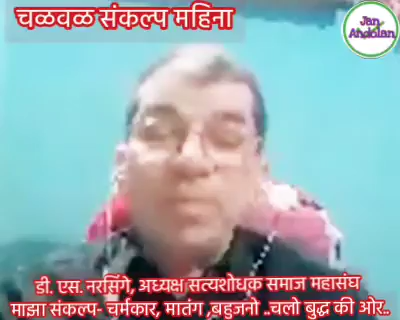 चळवळ संकल्प महिना
Jan
Andolan
डी. एस. नरसिंगे, अध्यक्ष सत्यशोधक समाज महासंघ
माझा संकल्प- चर्मकार, मातंग ,बहुजनो ..चलो बुद्ध की ओर..